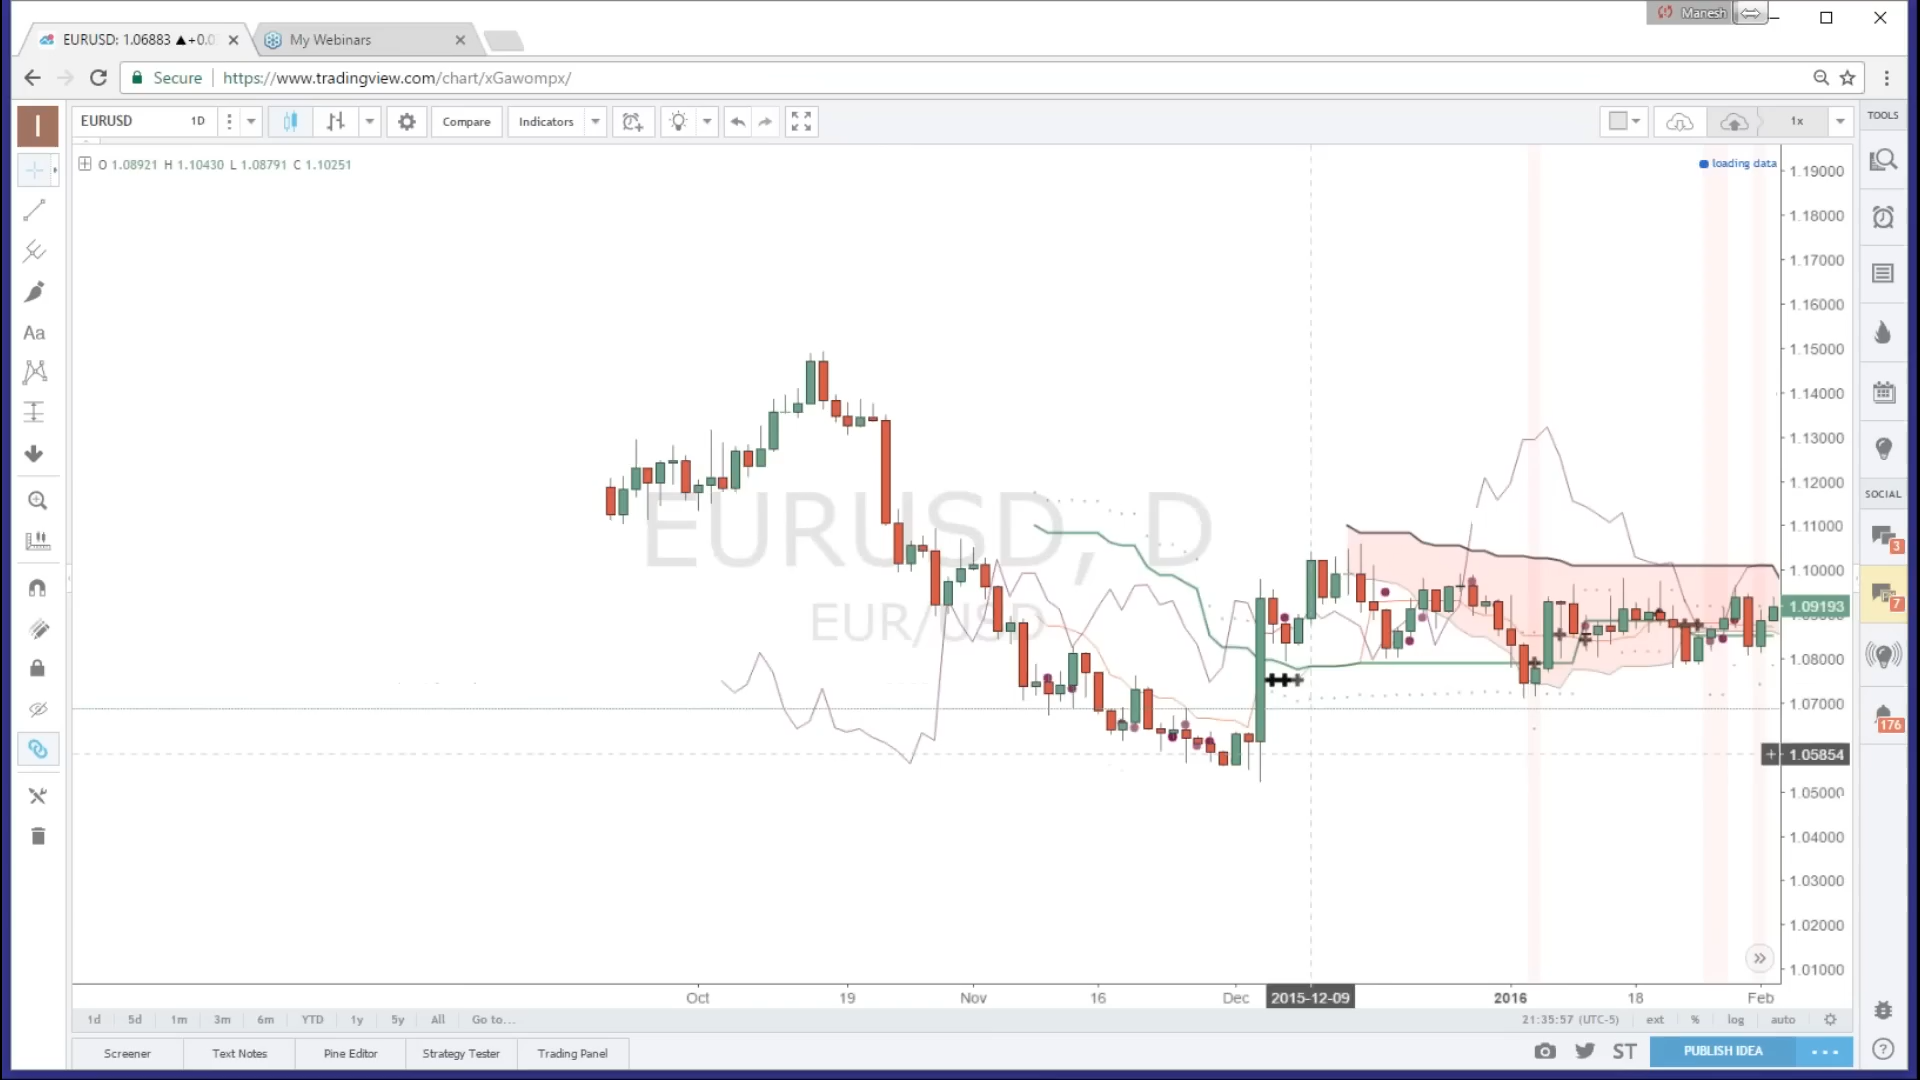 Manesh
EURUSD: 1.06883 ▲+0.0
My Webinars
Secure
https://www.tradingview.com/chart/xGawompx/
EURUSD 1D
Compare
Indicators
1x
TOOLS
O 1.08921 H 1.10430 L 1.08791 C 1.10251
loading data
EURUSD, D
EUR/USD
1.19000
1.18000
1.17000
1.16000
1.15000
1.14000
1.13000
1.12000
1.11000
1.10000
1.09193
1.08000
1.07000
1.05854
1.05000
1.04000
1.03000
1.02000
1.01000
Aa
SOCIAL
3
7
176
Oct 19 Nov 16 Dec 2015-12-09 2016 18 Feb
1d 5d 1m 3m 6m YTD 1y 5y All Go to...
21:35:57 (UTC-5) ext % log auto
Screener Text Notes Pine Editor Strategy Tester Trading Panel
ST
PUBLISH IDEA